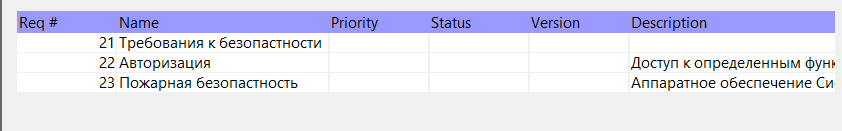 Req # Name Priority Status Version Description
21 Требования к безопастности
22 Авторизация Доступ к определенным функ
23 Пожарная безопастность Аппаратное обеспечение Си